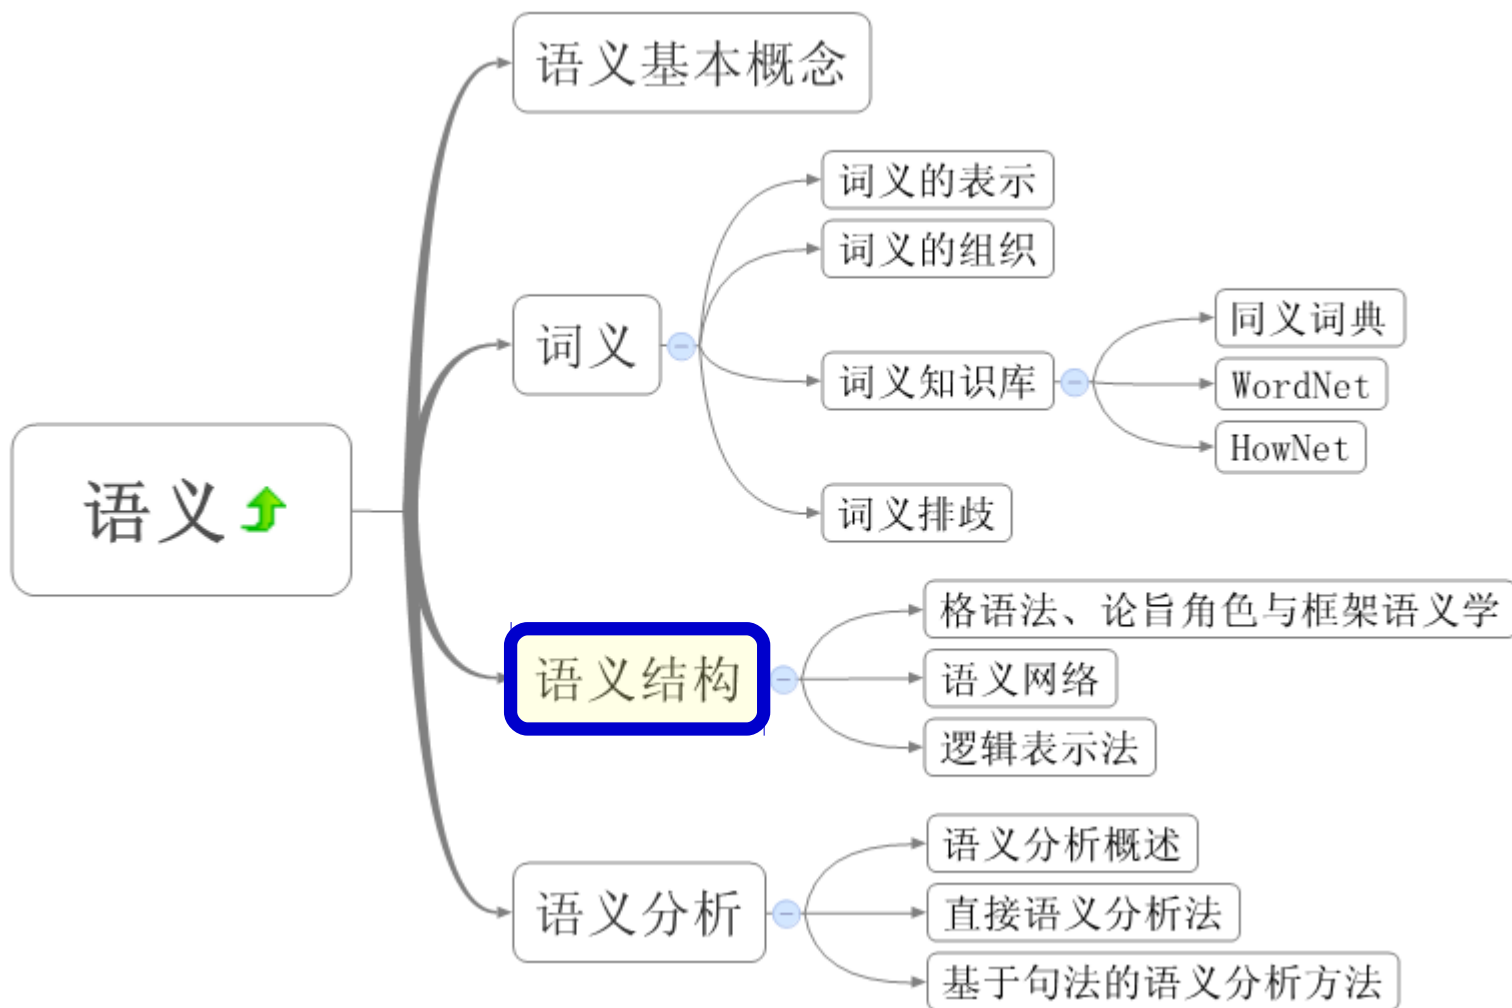 语义
语义基本概念
词义
词义的表示
词义的组织
词义知识库
同义词典
WordNet
HowNet
词义排歧
语义结构
格语法、论旨角色与框架语义学
语义网络
逻辑表示法
语义分析
语义分析概述
直接语义分析法
基于句法的语义分析方法